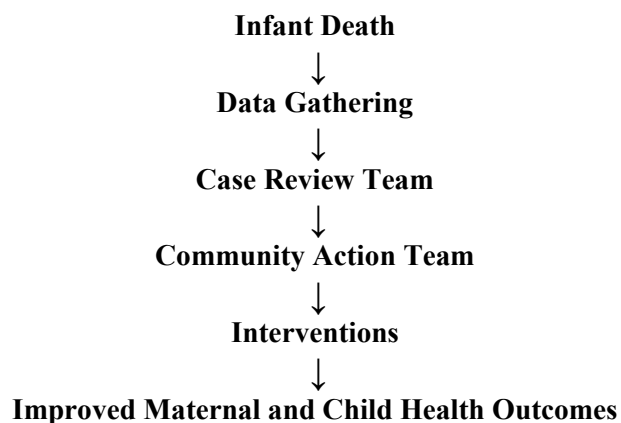 Infant Death
↓
Data Gathering
↓
Case Review Team
↓
Community Action Team
↓
Interventions
↓
Improved Maternal and Child Health Outcomes